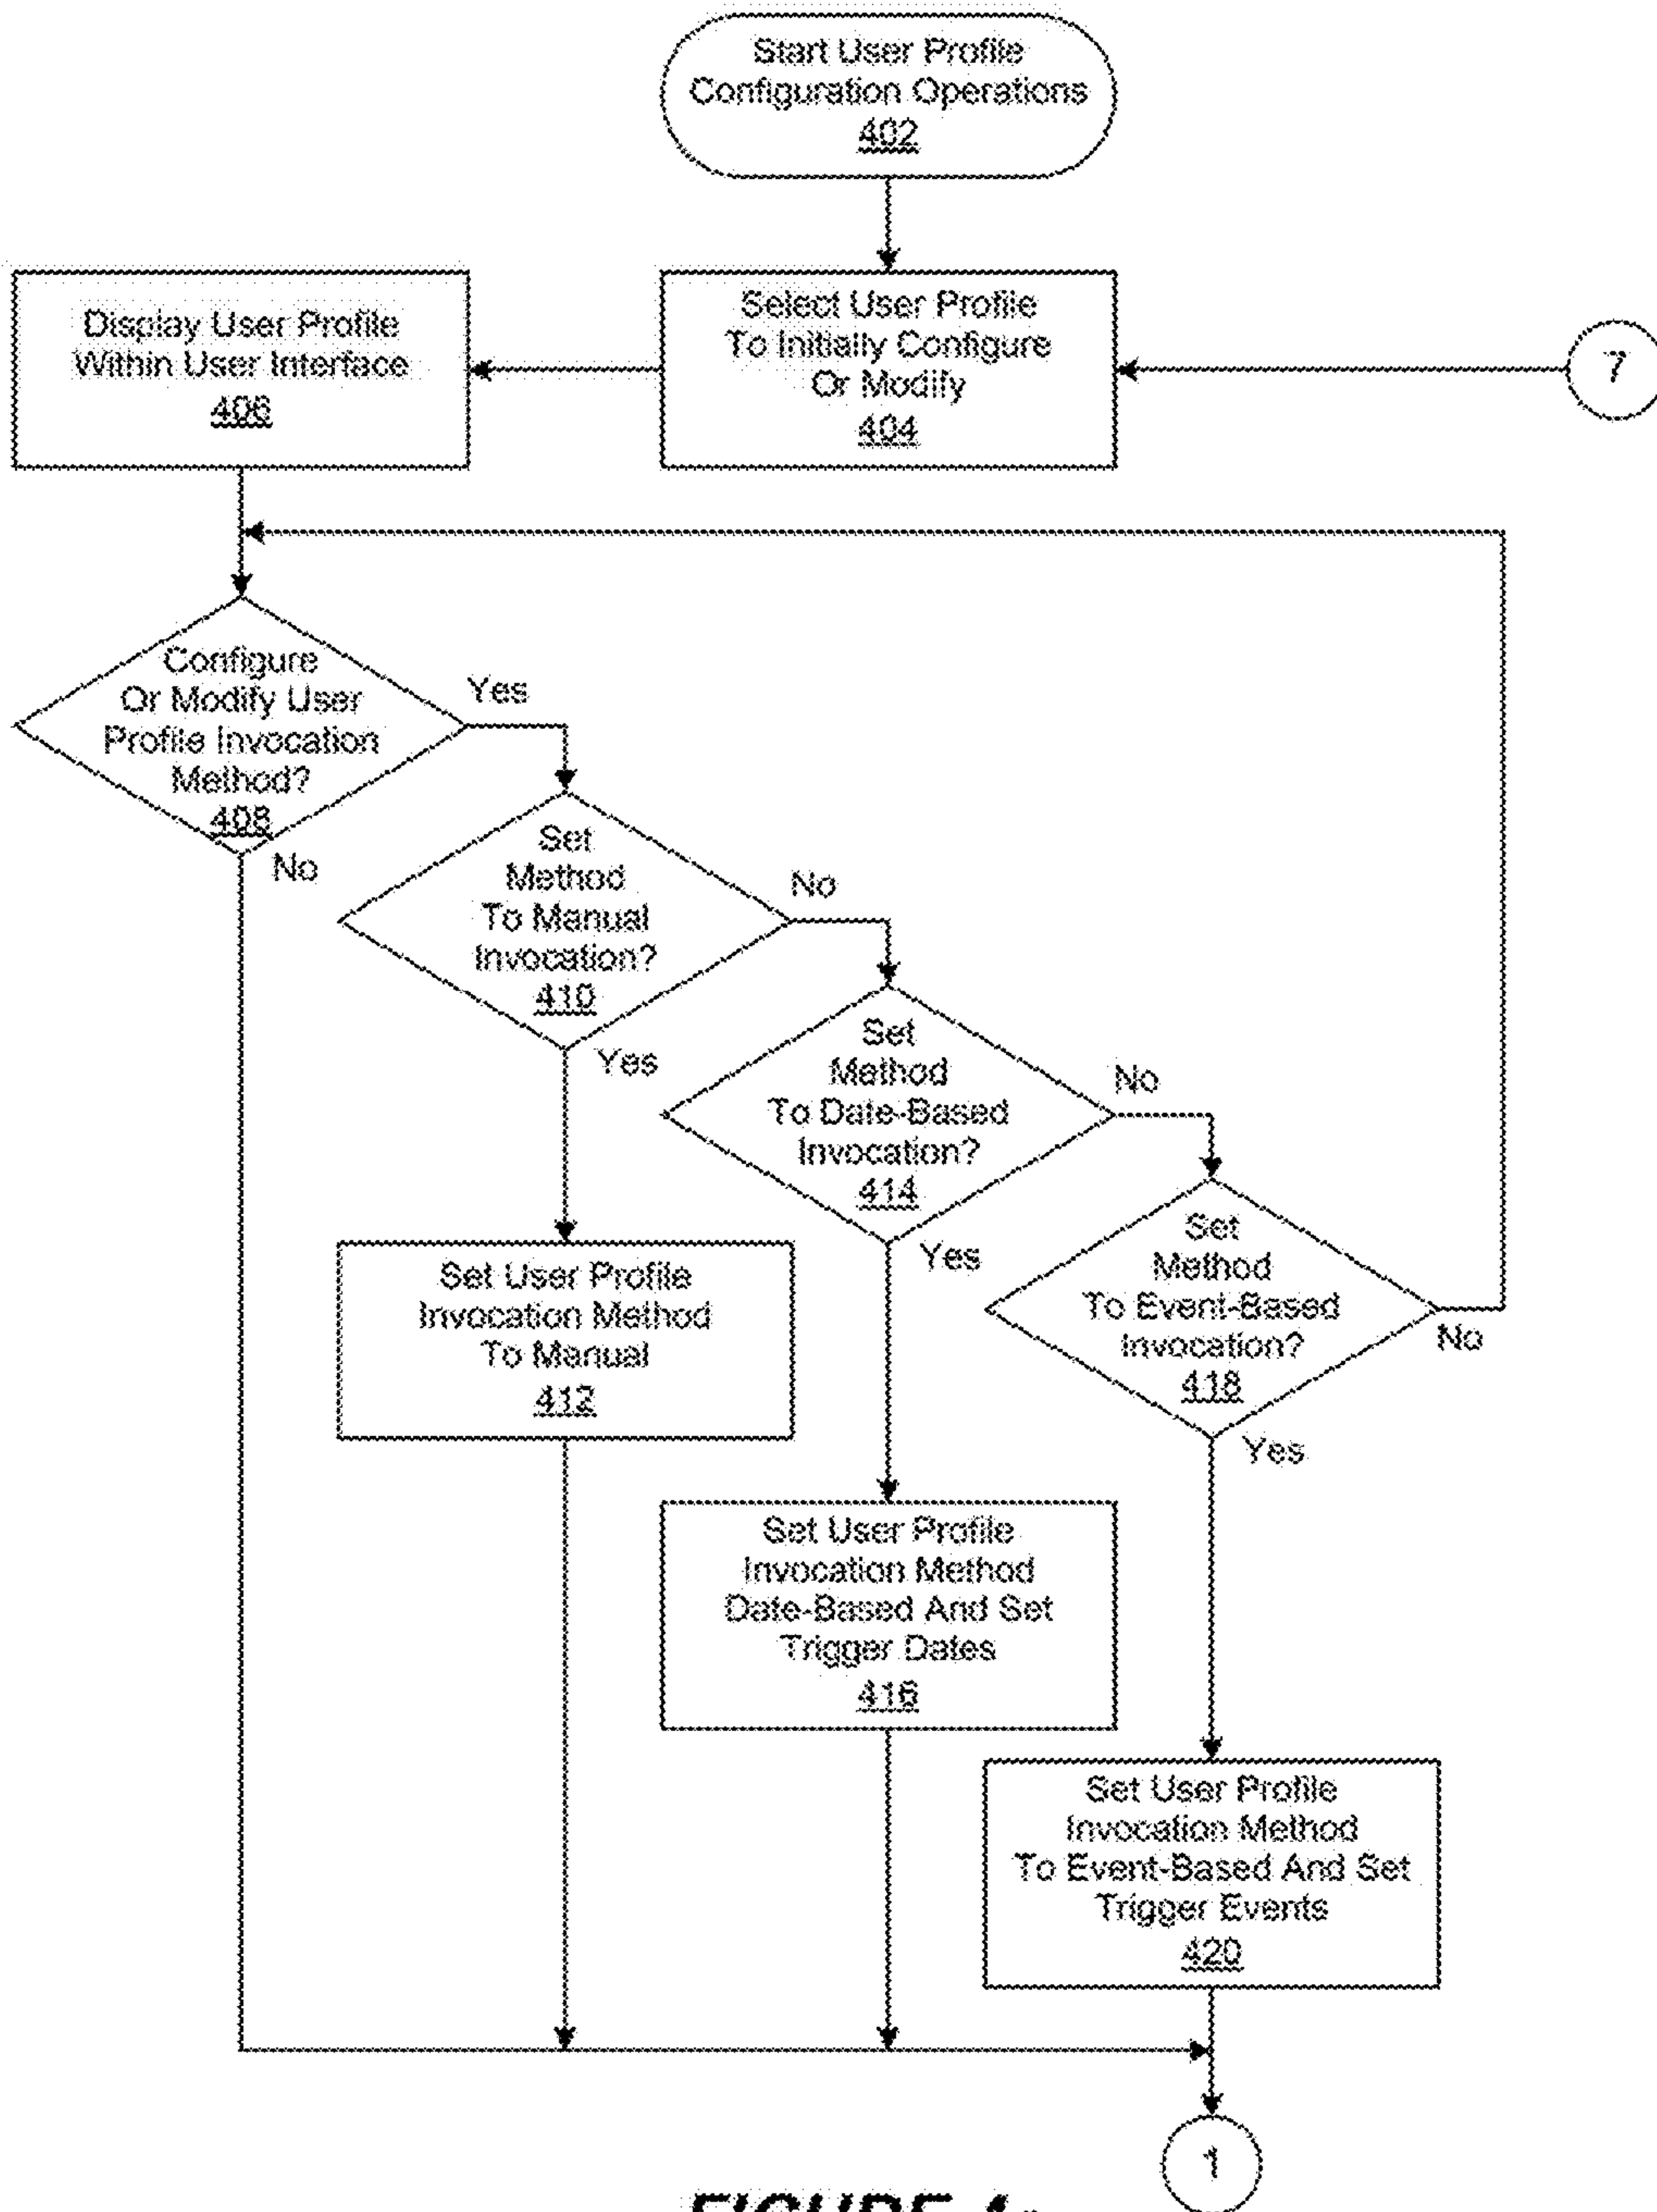 Start User Profile
Configuration Operations
402
Display User Profile
Within User Interface
406
Select User Profile
To Initially Configure
Or Modify
404
7
Configure
Or Modify User
Profile Invocation
Method?
408
Yes
No
Set
Method
To Manual
Invocation?
410
No
Yes
Set
Method
To Date-Based
Invocation?
414
No
Yes
Set
Method
To Event-Based
Invocation?
418
No
Yes
Set User Profile
Invocation Method
To Manual
412
Set User Profile
Invocation Method
Date-Based And Set
Trigger Dates
416
Set User Profile
Invocation Method
To Event-Based And Set
Trigger Events
420
1
FIGURE